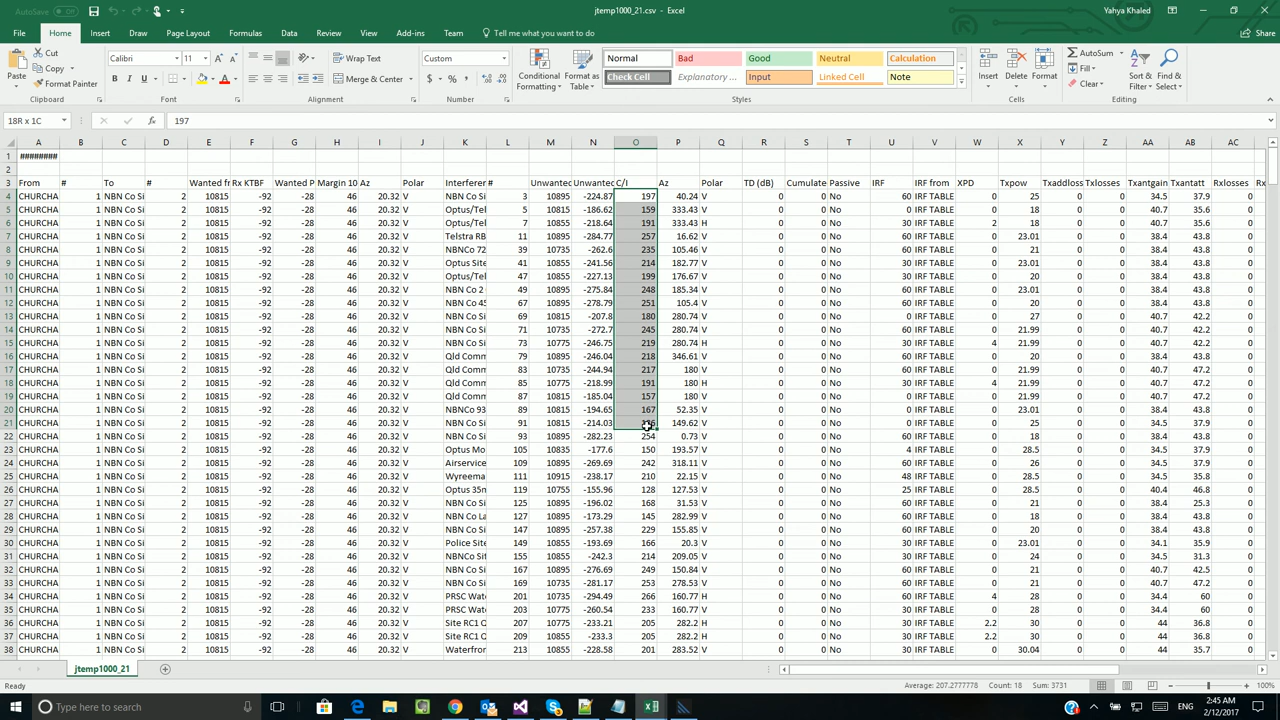 AutoSave Off
jtemp1000_21.csv - Excel
Yahya Khaled
File Home Insert Draw Page Layout Formulas Data Review View Add-ins Team Tell me what you want to do Share
Paste Cut Copy Format Painter Clipboard
Calibri 11 B I U Font
Wrap Text Merge & Center Alignment
Custom $ % , Number
Conditional Formatting Format as Table
Normal Bad Good Neutral Calculation
Check Cell Explanatory ... Input Linked Cell Note
Styles
Insert Delete Format Cells
AutoSum Fill Clear Sort & Filter Find & Select Editing
18R x 1C fx 197
A B C D E F G H I J K L M N O P Q R S T U V W X Y Z AA AB AC
1 ########
2
3 From # To # Wanted fr Rx KTBF Wanted P Margin 10 Az Polar Interferer # Unwanted Unwanted C/I Az Polar TD (dB) Cumulate Passive IRF IRF from XPD Txpow Txaddloss Txlosses Txantgain Txantatt Rxlosses Rx
4 CHURCHA 1 NBN Co Si 2 10815 -92 -28 46 20.32 V NBN Co Si 3 10895 -224.87 197 40.24 V 0 0 No 60 IRF TABLE 0 25 0 0 34.5 37.9 0
5 CHURCHA 1 NBN Co Si 2 10815 -92 -28 46 20.32 V Optus/Tel 5 10815 -186.62 159 333.43 V 0 0 No 0 IRF TABLE 0 18 0 0 40.7 35.6 0
6 CHURCHA 1 NBN Co Si 2 10815 -92 -28 46 20.32 V Optus/Tel 7 10855 -218.64 191 333.43 H 0 0 No 30 IRF TABLE 2 18 0 0 40.7 35.6 0
7 CHURCHA 1 NBN Co Si 2 10815 -92 -28 46 20.32 V Telstra RB 11 10895 -284.77 257 16.62 V 0 0 No 60 IRF TABLE 0 23.01 0 0 38.4 43.8 0
8 CHURCHA 1 NBN Co Si 2 10815 -92 -28 46 20.32 V NBNCo 72 39 10735 -262.6 235 105.46 V 0 0 No 30 IRF TABLE 0 21 0 0 40.7 47.2 0
9 CHURCHA 1 NBN Co Si 2 10815 -92 -28 46 20.32 V Optus Site 41 10855 -241.56 214 182.77 V 0 0 No 30 IRF TABLE 0 23.01 0 0 38.4 43.8 0
10 CHURCHA 1 NBN Co Si 2 10815 -92 -28 46 20.32 V Optus/Tel 47 10855 -227.13 199 176.67 V 0 0 No 30 IRF TABLE 0 20 0 0 38.4 43.8 0
11 CHURCHA 1 NBN Co Si 2 10815 -92 -28 46 20.32 V NBN Co 2 49 10895 -275.84 248 185.34 V 0 0 No 60 IRF TABLE 0 23.01 0 0 38.4 43.8 0
12 CHURCHA 1 NBN Co Si 2 10815 -92 -28 46 20.32 V NBN Co 45 67 10895 -278.79 251 105.4 V 0 0 No 60 IRF TABLE 0 20 0 0 38.4 43.8 0
13 CHURCHA 1 NBN Co Si 2 10815 -92 -28 46 20.32 V NBN Co Si 69 10815 -207.8 180 280.74 V 0 0 No 0 IRF TABLE 0 27 0 0 40.7 42.2 0
14 CHURCHA 1 NBN Co Si 2 10815 -92 -28 46 20.32 V NBN Co Si 71 10735 -272.7 245 280.74 V 0 0 No 60 IRF TABLE 0 21.99 0 0 40.7 42.2 0
15 CHURCHA 1 NBN Co Si 2 10815 -92 -28 46 20.32 V NBN Co Si 73 10775 -246.75 219 280.74 H 0 0 No 30 IRF TABLE 4 21.99 0 0 40.7 42.2 0
16 CHURCHA 1 NBN Co Si 2 10815 -92 -28 46 20.32 V Qld Comm 79 10895 -246.04 218 346.61 V 0 0 No 60 IRF TABLE 0 20 0 0 38.4 43.8 0
17 CHURCHA 1 NBN Co Si 2 10815 -92 -28 46 20.32 V Qld Comm 83 10735 -244.94 217 180 V 0 0 No 60 IRF TABLE 0 21.99 0 0 38.4 43.8 0
18 CHURCHA 1 NBN Co Si 2 10815 -92 -28 46 20.32 V Qld Comm 85 10775 -218.99 191 180 H 0 0 No 30 IRF TABLE 4 21.99 0 0 38.4 43.8 0
19 CHURCHA 1 NBN Co Si 2 10815 -92 -28 46 20.32 V Qld Comm 87 10815 -185.04 157 180 V 0 0 No 0 IRF TABLE 0 21.99 0 0 38.4 43.8 0
20 CHURCHA 1 NBN Co Si 2 10815 -92 -28 46 20.32 V NBNCo 93 89 10815 -194.65 167 52.35 V 0 0 No 0 IRF TABLE 0 23.01 0 0 38.4 43.8 0
21 CHURCHA 1 NBN Co Si 2 10815 -92 -28 46 20.32 V NBN Co Si 91 10815 -214.03 149.62 V 0 0 No 0 IRF TABLE 0 25 0 0 34.5 43.8 0
22 CHURCHA 1 NBN Co Si 2 10815 -92 -28 46 20.32 V NBN Co Si 93 10895 -282.23 254 0.73 V 0 0 No 60 IRF TABLE 0 18 0 0 38.4 43.8 0
23 CHURCHA 1 NBN Co Si 2 10815 -92 -28 46 20.32 V Optus Mo 105 10835 -177.6 150 193.57 V 0 0 No 4 IRF TABLE 0 28.5 0 0 40.7 47.2 0
24 CHURCHA 1 NBN Co Si 2 10815 -92 -28 46 20.32 V Airservice 109 10895 -269.69 242 318.11 V 0 0 No 60 IRF TABLE 0 23.01 0 0 38.4 43.8 0
25 CHURCHA 1 NBN Co Si 2 10815 -92 -28 46 20.32 V Wyreema 111 10915 -238.17 210 22.15 V 0 0 No 48 IRF TABLE 0 28.5 0 0 38.4 43.8 0
26 CHURCHA 1 NBN Co Si 2 10815 -92 -28 46 20.32 V Optus 35m 119 10755 -155.96 128 127.53 V 0 0 No 25 IRF TABLE 0 28.5 0 0 40.4 46.8 0
27 CHURCHA 1 NBN Co Si 2 10815 -92 -28 46 20.32 V NBN Co Si 125 10855 -196.02 168 31.53 V 0 0 No 30 IRF TABLE 0 21 0 0 38.4 25.3 0
28 CHURCHA 1 NBN Co Si 2 10815 -92 -28 46 20.32 V NBN Co La 127 10815 -173.29 145 282.99 V 0 0 No 0 IRF TABLE 0 18 0 0 38.4 43.8 0
29 CHURCHA 1 NBN Co Si 2 10815 -92 -28 46 20.32 V NBN Co Si 147 10895 -257.38 229 155.85 V 0 0 No 60 IRF TABLE 0 20 0 0 38.4 43.8 0
30 CHURCHA 1 NBN Co Si 2 10815 -92 -28 46 20.32 V Police Site 149 10855 -193.69 166 20.3 V 0 0 No 30 IRF TABLE 0 23.01 0 0 34.1 35.9 0
31 CHURCHA 1 NBN Co Si 2 10815 -92 -28 46 20.32 V NBNCo Sit 155 10855 -242.3 214 209.05 V 0 0 No 30 IRF TABLE 0 24 0 0 34.5 31.3 0
32 CHURCHA 1 NBN Co Si 2 10815 -92 -28 46 20.32 V NBN Co Si 167 10895 -276.69 249 150.84 V 0 0 No 60 IRF TABLE 0 21 0 0 40.7 42.5 0
33 CHURCHA 1 NBN Co Si 2 10815 -92 -28 46 20.32 V NBN Co Si 169 10735 -281.17 253 278.53 V 0 0 No 60 IRF TABLE 0 21 0 0 40.7 47.2 0
34 CHURCHA 1 NBN Co Si 2 10815 -92 -28 46 20.32 V PRSC Wate 201 10735 -294.46 266 160.77 H 0 0 No 60 IRF TABLE 4 28 0 0 34.4 60 0
35 CHURCHA 1 NBN Co Si 2 10815 -92 -28 46 20.32 V PRSC Wate 203 10775 -260.54 233 160.77 V 0 0 No 30 IRF TABLE 0 28 0 0 34.4 60 0
36 CHURCHA 1 NBN Co Si 2 10815 -92 -28 46 20.32 V Site RC1 Q 207 10775 -233.21 205 282.2 H 0 0 No 30 IRF TABLE 2.2 30 0 0 44 36.8 0
37 CHURCHA 1 NBN Co Si 2 10815 -92 -28 46 20.32 V Site RC1 Q 209 10855 -233.3 205 282.2 H 0 0 No 30 IRF TABLE 2.2 30 0 0 44 36.8 0
38 CHURCHA 1 NBN Co Si 2 10815 -92 -28 46 20.32 V Waterfron 213 10855 -228.58 201 283.52 V 0 0 No 30 IRF TABLE 0 30.04 0 0 44 35.7 0
jtemp1000_21
Ready Average: 207.2777778 Count: 18 Sum: 3731 100%
Type here to search
2:45 AM
2/12/2017